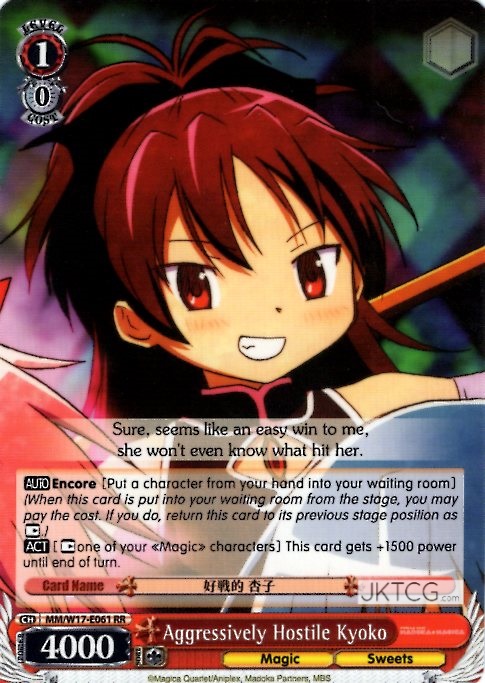 LEVEL
1
0
COST
Sure, seems like an easy win to me,
she won't even know what hit her.
AUTO Encore [Put a character from your hand into your waiting room]
(When this card is put into your waiting room from the stage, you may
pay the cost. If you do, return this card to its previous stage position as
.)
ACT [ one of your «Magic» characters] This card gets +1500 power
until end of turn.
Card Name 好戦的 杏子
JKTCG.com
CH MM/W17-E061 RR
POWER 4000 SOUL Aggressively Hostile Kyoko
MADOKA★MAGICA
Magic Sweets
©Magica Quartet/Aniplex, Madoka Partners, MBS